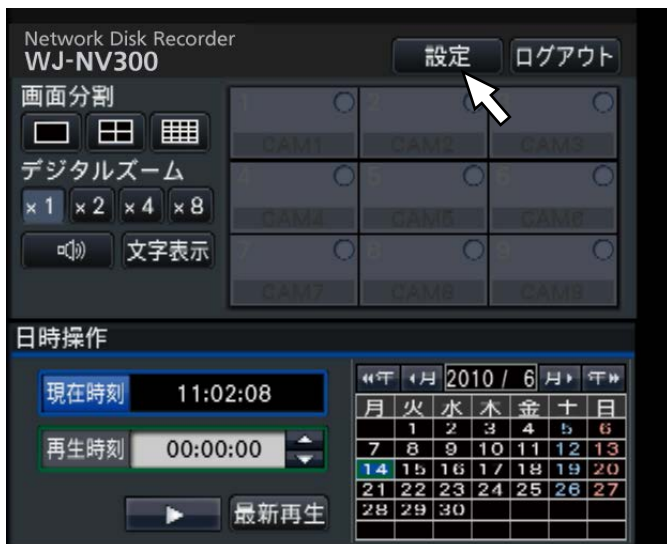 Network Disk Recorder
WJ-NV300
設定 ログアウト
画面分割
デジタルズーム
×1 ×2 ×4 ×8
文字表示
1 2 3
CAM1 CAM2 CAM3
4 5 6
CAM4 CAM5 CAM6
7 8 9
CAM7 CAM8 CAM9
日時操作
現在時刻 11:02:08
再生時刻 00:00:00
最新再生
年 月 2010 / 6 月 年
月 火 水 木 金 土 日
1 2 3 4 5 6
7 8 9 10 11 12 13
14 15 16 17 18 19 20
21 22 23 24 25 26 27
28 29 30